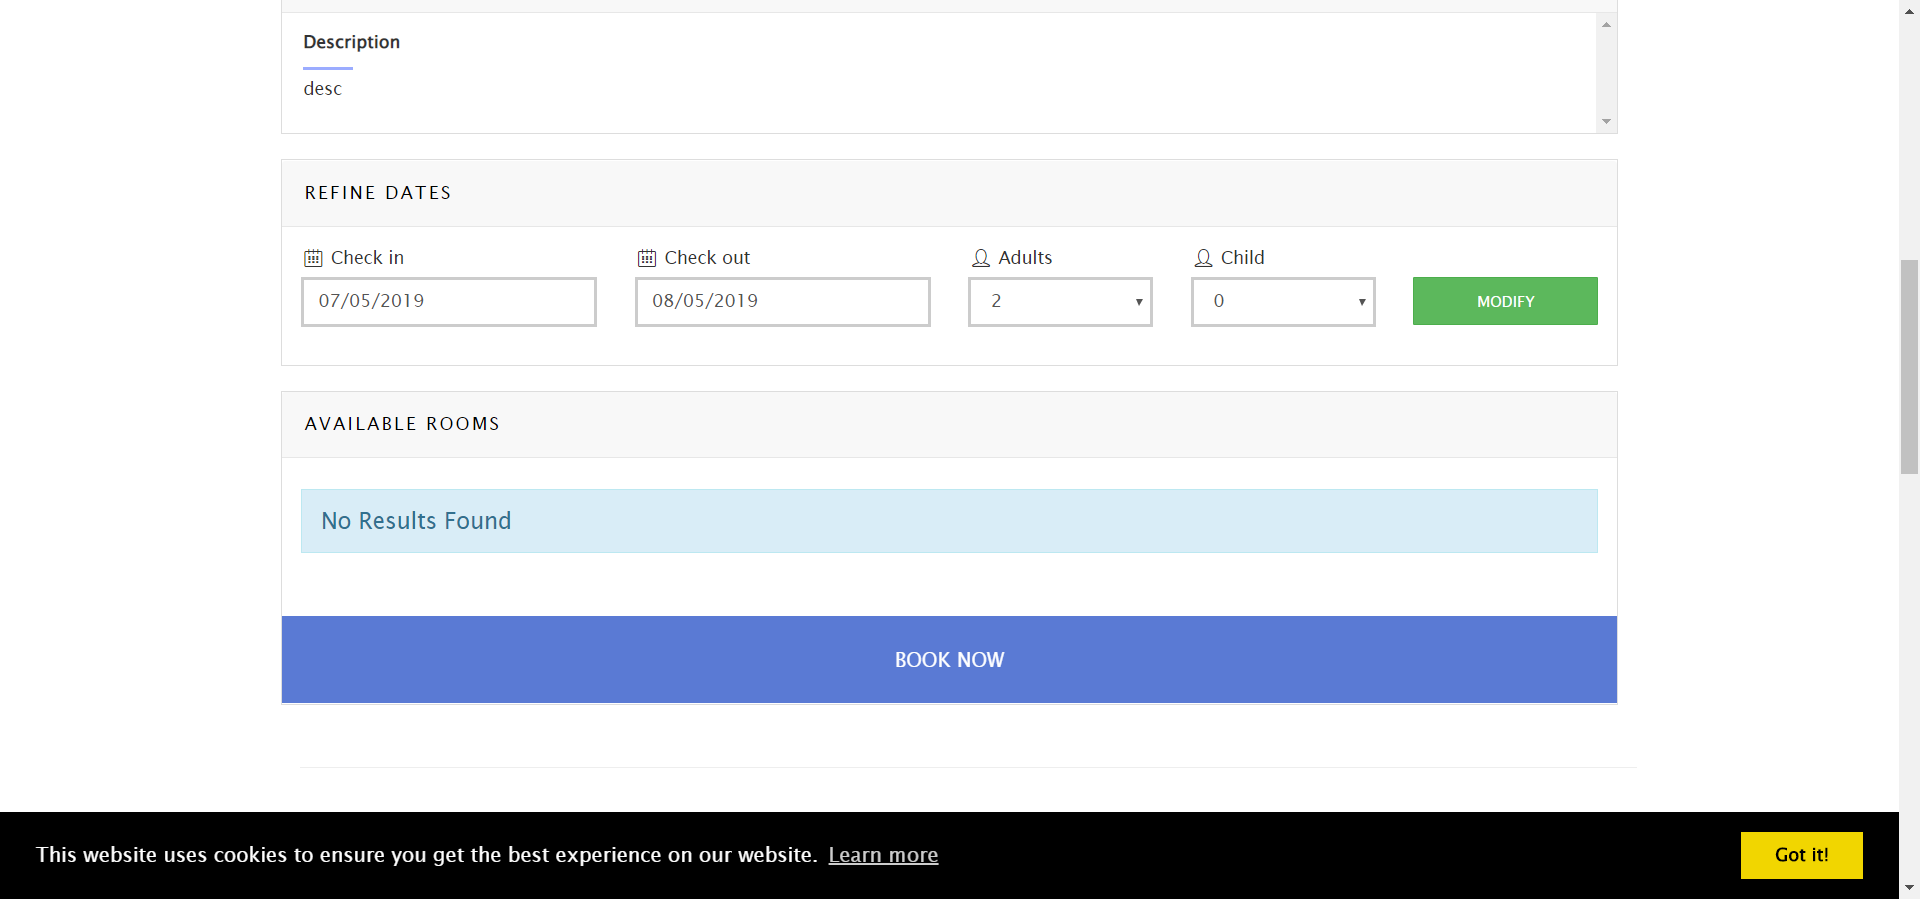 Description
desc
REFINE DATES
Check in Check out Adults Child
07/05/2019 08/05/2019 2 0 MODIFY
AVAILABLE ROOMS
No Results Found
BOOK NOW
This website uses cookies to ensure you get the best experience on our website. Learn more Got it!